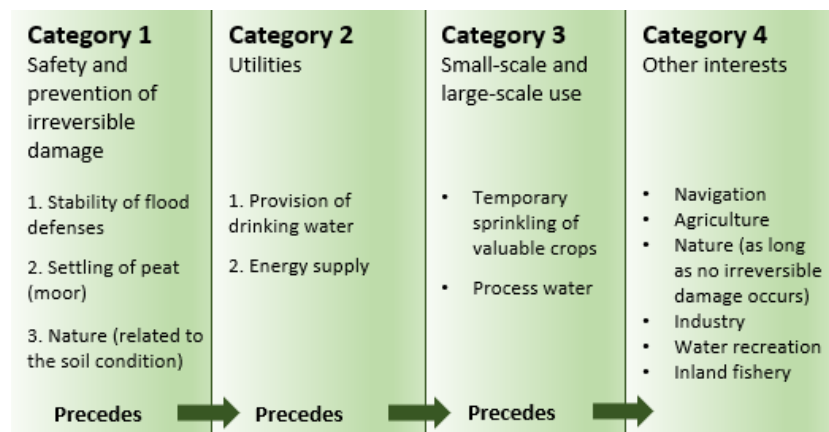 Category 1
Safety and
prevention of
irreversible
damage
1. Stability of flood
defenses
2. Settling of peat
(moor)
3. Nature (related to
the soil condition)
Precedes
Category 2
Utilities
1. Provision of
drinking water
2. Energy supply
Precedes
Category 3
Small-scale and
large-scale use
• Temporary
sprinkling of
valuable crops
• Process water
Precedes
Category 4
Other interests
• Navigation
• Agriculture
• Nature (as long
as no irreversible
damage occurs)
• Industry
• Water recreation
• Inland fishery